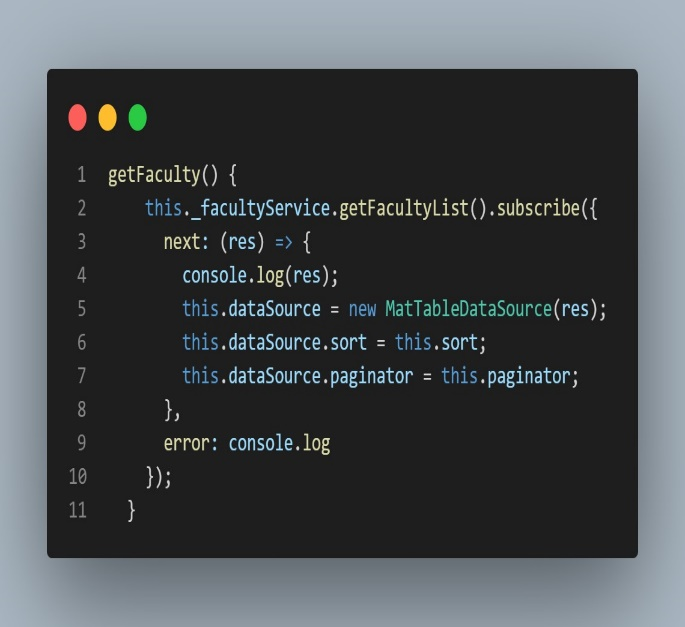 1 getFaculty() {
2 this._facultyService.getFacultyList().subscribe({
3 next: (res) => {
4 console.log(res);
5 this.dataSource = new MatTableDataSource(res);
6 this.dataSource.sort = this.sort;
7 this.dataSource.paginator = this.paginator;
8 },
9 error: console.log
10 });
11 }